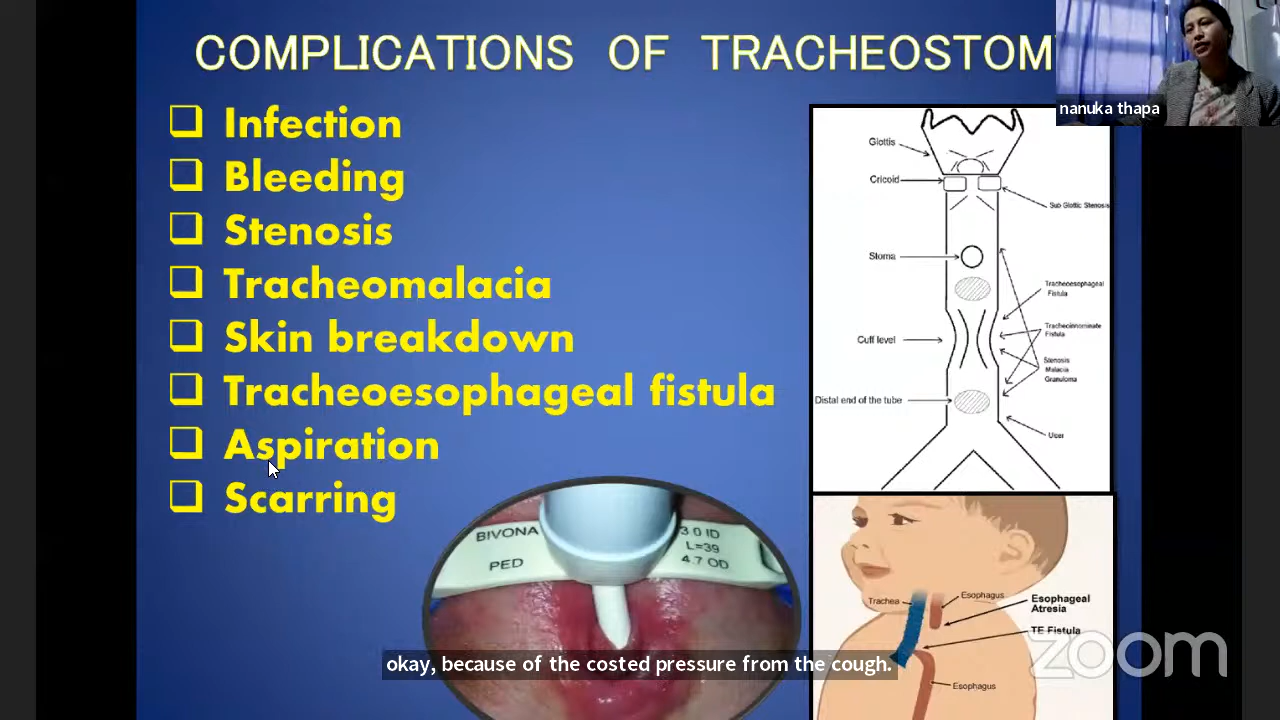 COMPLICATIONS OF TRACHEOSTOM
nanuka thapa
❑ Infection
❑ Bleeding
❑ Stenosis
❑ Tracheomalacia
❑ Skin breakdown
❑ Tracheoesophageal fistula
❑ Aspiration
❑ Scarring
Glottis
Cricoid
Sub Glottic Stenosis
Stoma
Tracheoesophageal
Fistula
Tracheoinnominate
Fistula
Cuff level
Stenosis
Malacia
Granuloma
Distal end of the tube
Ulcer
BIVONA
PED
3.0 ID
L=39
4.7 OD
Trachea
Esophagus
Esophageal
Atresia
TE Fistula
Esophagus
zoom
okay, because of the costed pressure from the cough.